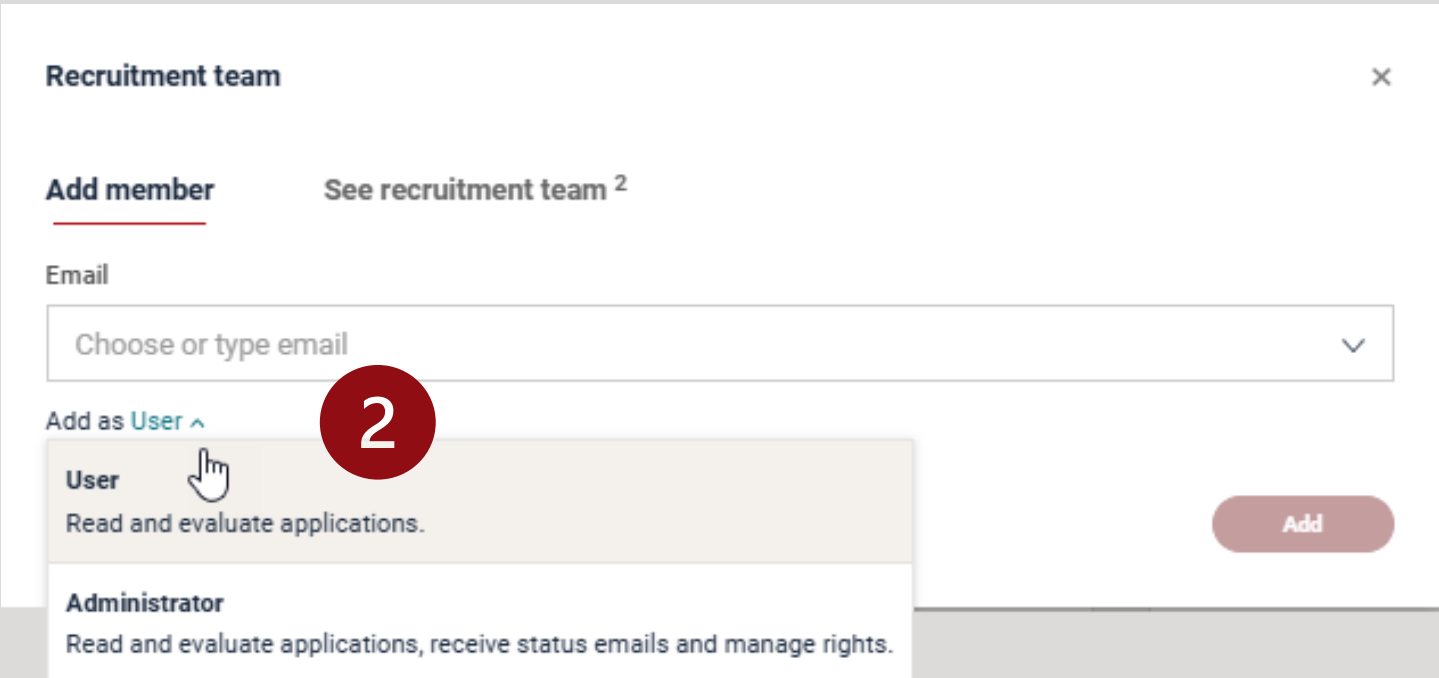 Recruitment team
Add member
See recruitment team 2
Email
Choose or type email
Add as User
2
User
Read and evaluate applications.
Add
Administrator
Read and evaluate applications, receive status emails and manage rights.